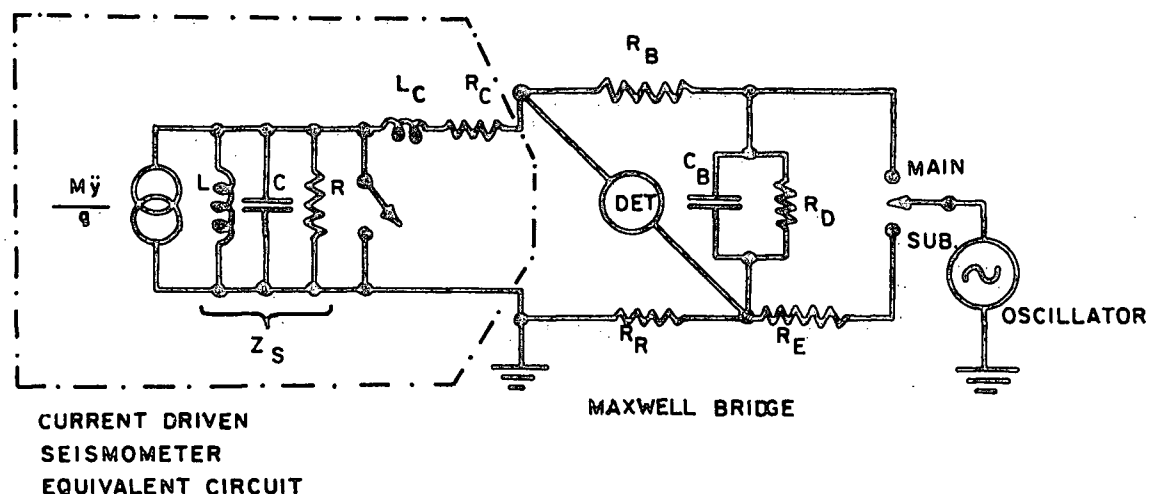 R_B
L_C R_C
Mÿ
g
L C R
DET
C_B
R_D
MAIN
SUB.
OSCILLATOR
Z_S
R_R
R_E
MAXWELL BRIDGE
CURRENT DRIVEN
SEISMOMETER
EQUIVALENT CIRCUIT